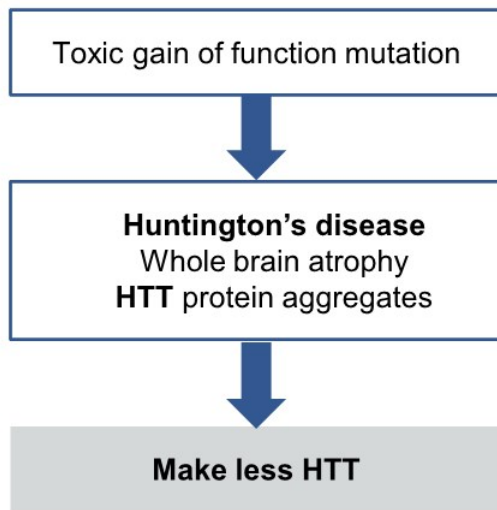 Toxic gain of function mutation
Huntington’s disease
Whole brain atrophy
HTT protein aggregates
Make less HTT